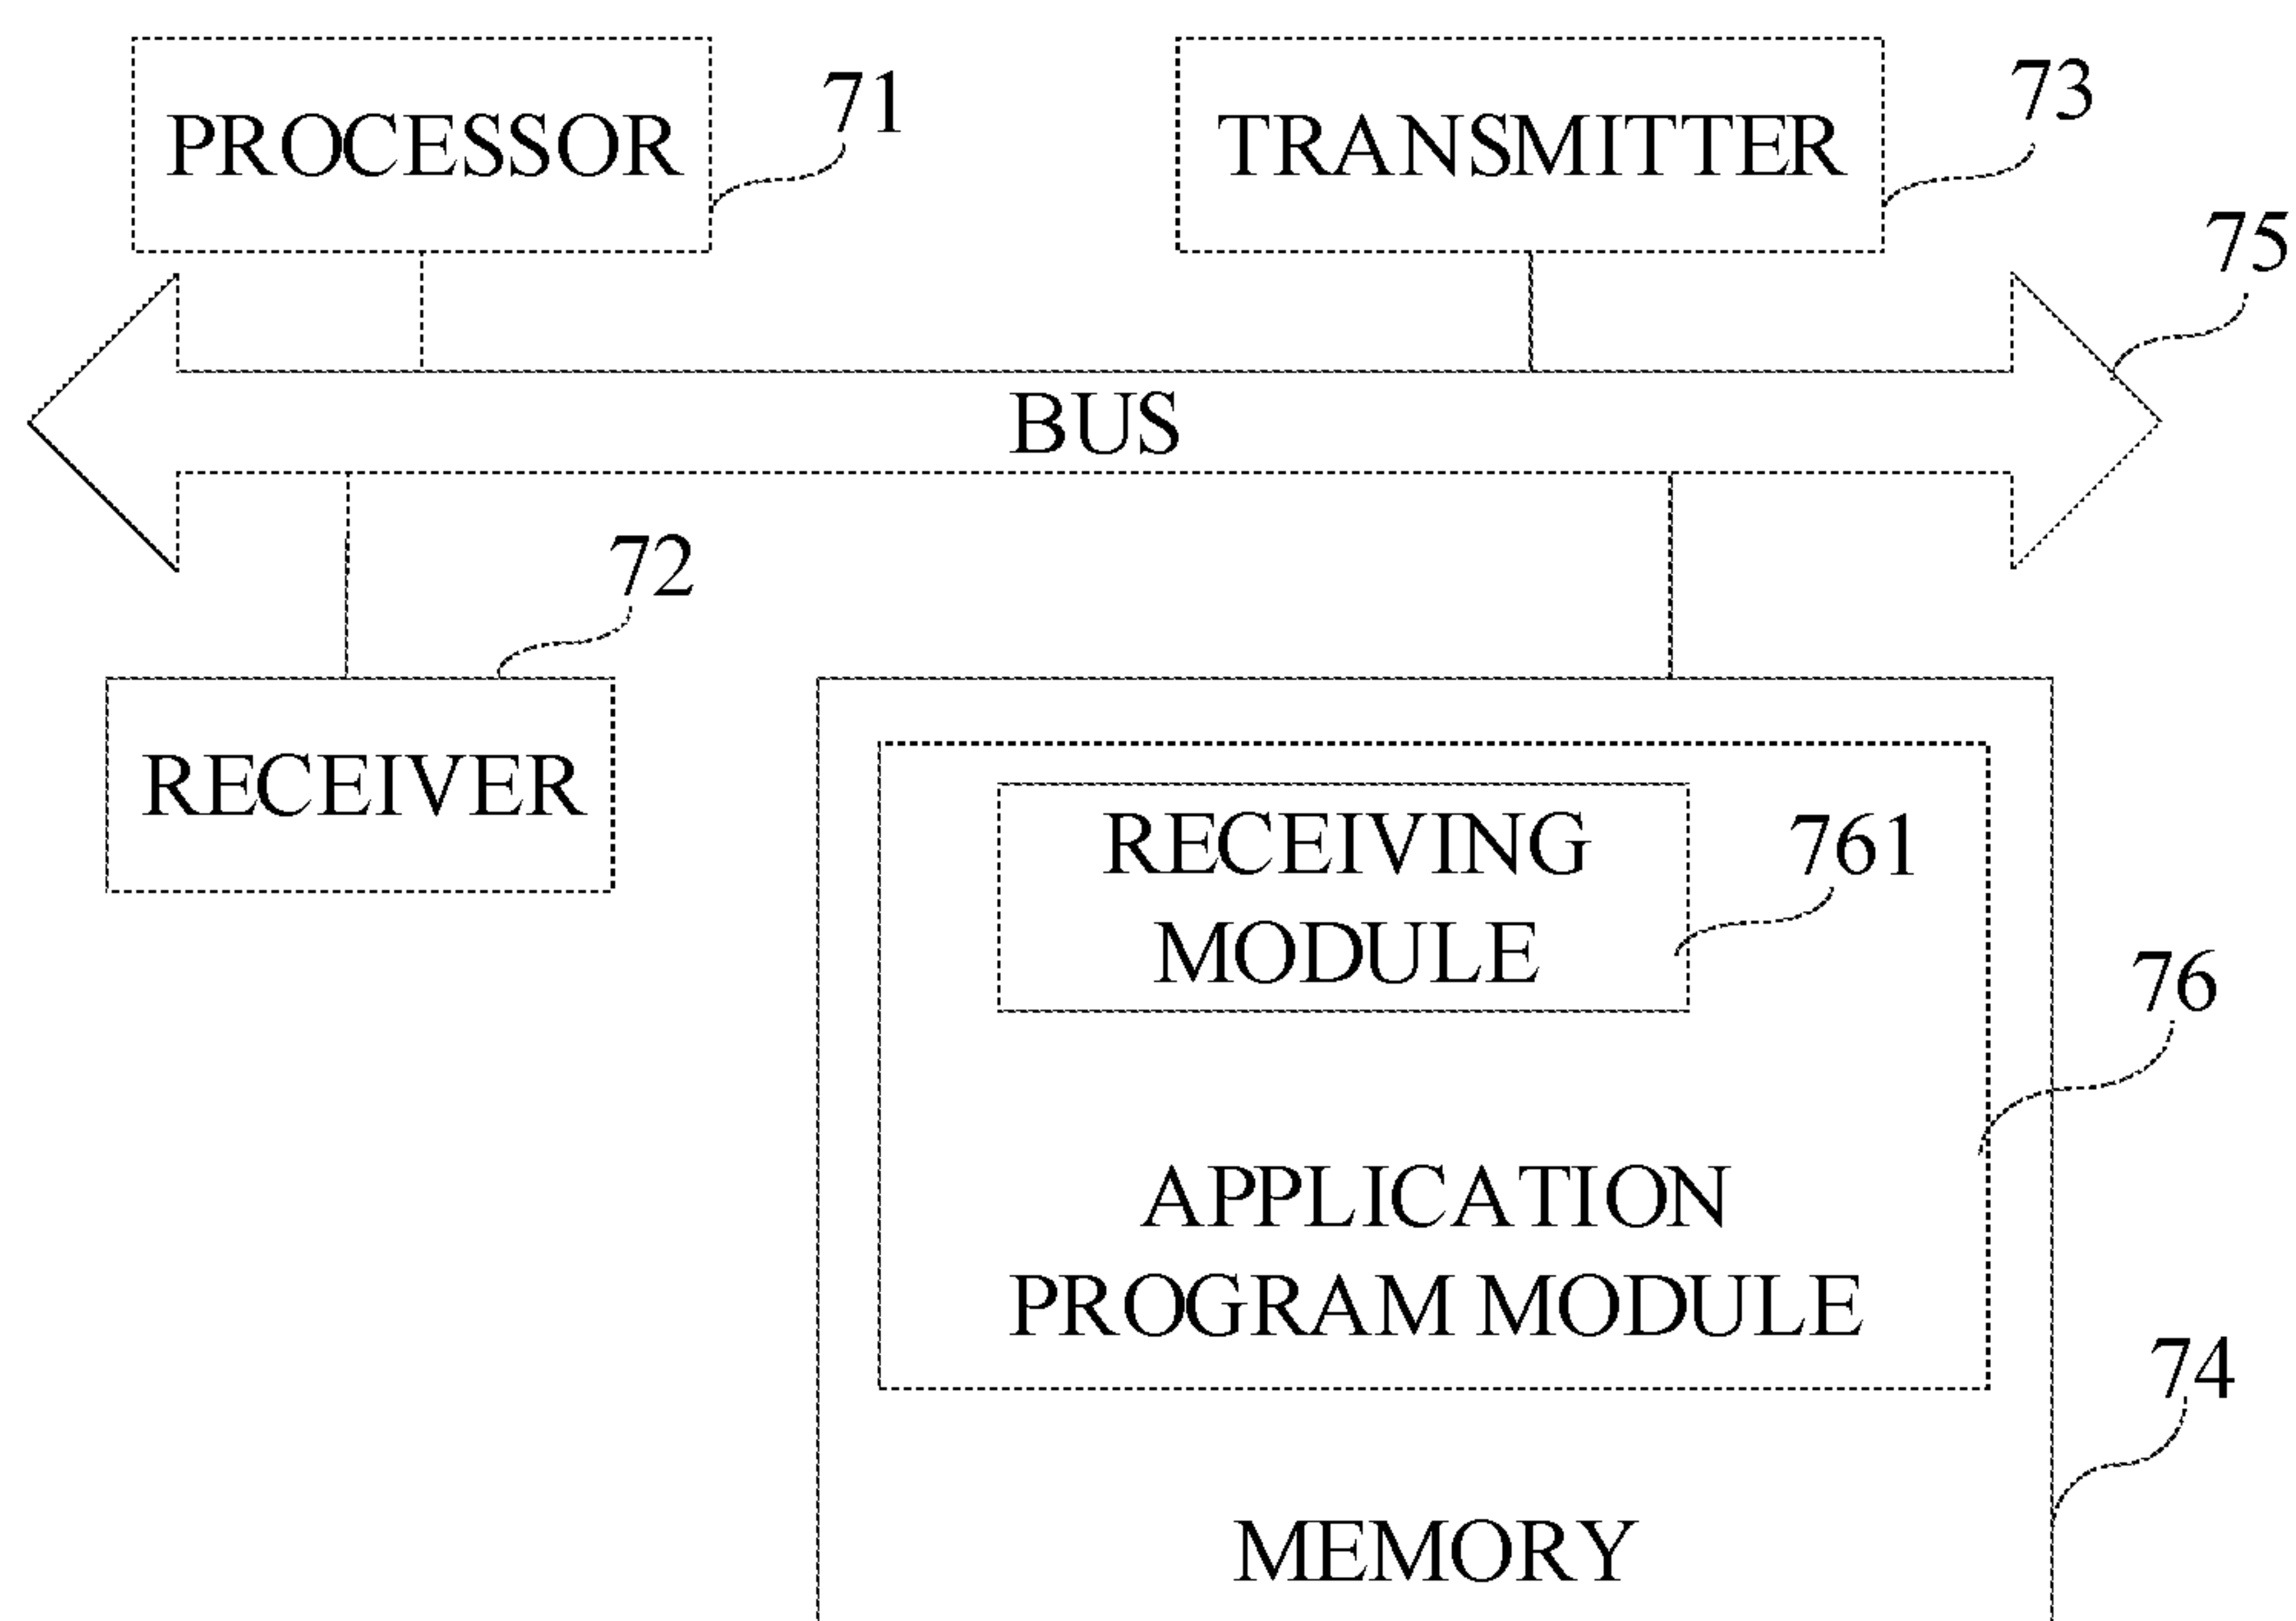 PROCESSOR
71
TRANSMITTER
73
75
BUS
72
RECEIVER
RECEIVING
MODULE
761
76
APPLICATION
PROGRAM MODULE
74
MEMORY